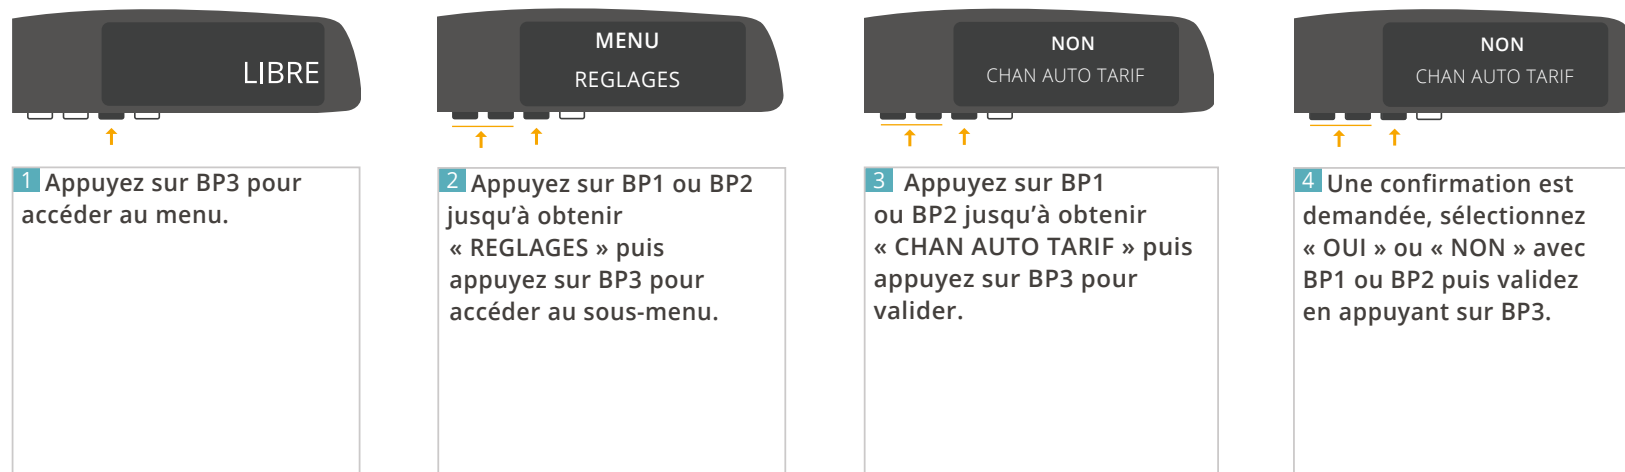 LIBRE
1 Appuyez sur BP3 pour
accéder au menu.
MENU
REGLAGES
2 Appuyez sur BP1 ou BP2
jusqu’à obtenir
« REGLAGES » puis
appuyez sur BP3 pour
accéder au sous-menu.
NON
CHAN AUTO TARIF
3 Appuyez sur BP1
ou BP2 jusqu’à obtenir
« CHAN AUTO TARIF » puis
appuyez sur BP3 pour
valider.
NON
CHAN AUTO TARIF
4 Une confirmation est
demandée, sélectionnez
« OUI » ou « NON » avec
BP1 ou BP2 puis validez
en appuyant sur BP3.